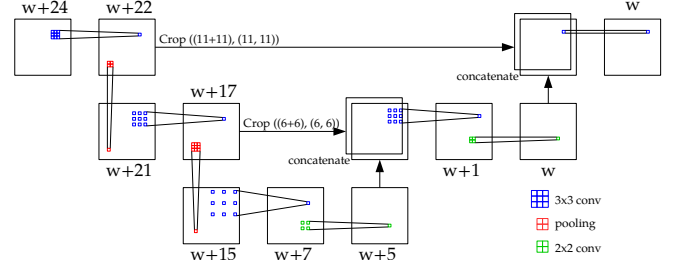 w+24
w+22
w
Crop ((11+11), (11, 11))
concatenate
w+17
Crop ((6+6), (6, 6))
concatenate
w+21
w+1
w
3x3 conv
pooling
2x2 conv
w+15
w+7
w+5